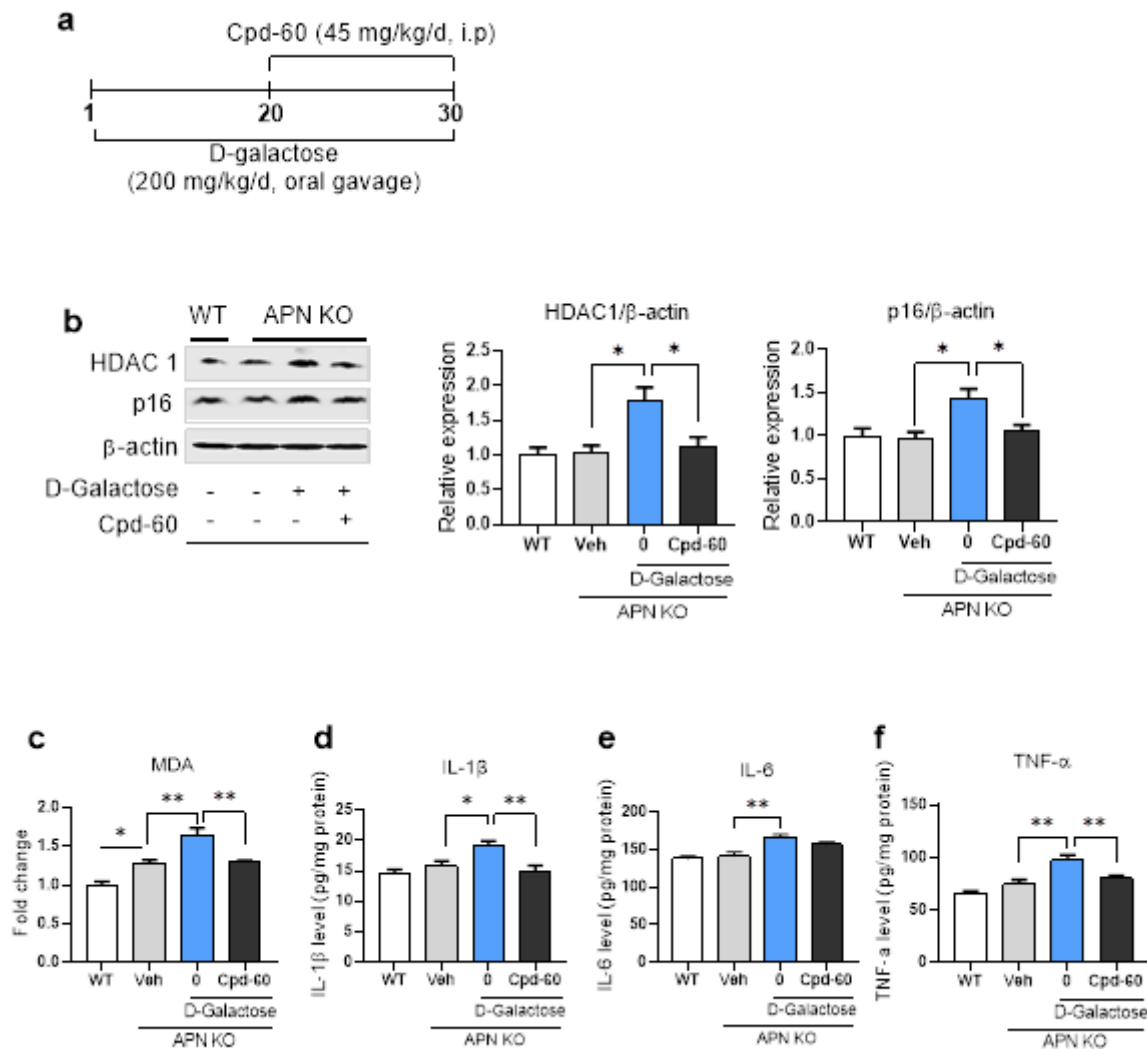 a
Cpd-60 (45 mg/kg/d, i.p)
1 20 30
D-galactose
(200 mg/kg/d, oral gavage)
b
WT APN KO
HDAC 1
p16
β-actin
D-Galactose - - + +
Cpd-60 - - - +
HDAC1/β-actin
Relative expression
2.5
2.0
1.5
1.0
0.5
0.0
* *
WT Veh 0 Cpd-60
D-Galactose
APN KO
p16/β-actin
Relative expression
2.0
1.5
1.0
0.5
0.0
* *
WT Veh 0 Cpd-60
D-Galactose
APN KO
c
MDA
Fold change
2.0
1.5
1.0
0.5
0.0
* ** **
WT Veh 0 Cpd-60
D-Galactose
APN KO
d
IL-1β
IL-1β level (pg/mg protein)
25
20
15
10
5
0
* **
WT Veh 0 Cpd-60
D-Galactose
APN KO
e
IL-6
IL-6 level (pg/mg protein)
200
150
100
50
0
**
WT Veh 0 Cpd-60
D-Galactose
APN KO
f
TNF-α
TNF-a level (pg/mg protein)
150
100
50
0
** **
WT Veh 0 Cpd-60
D-Galactose
APN KO